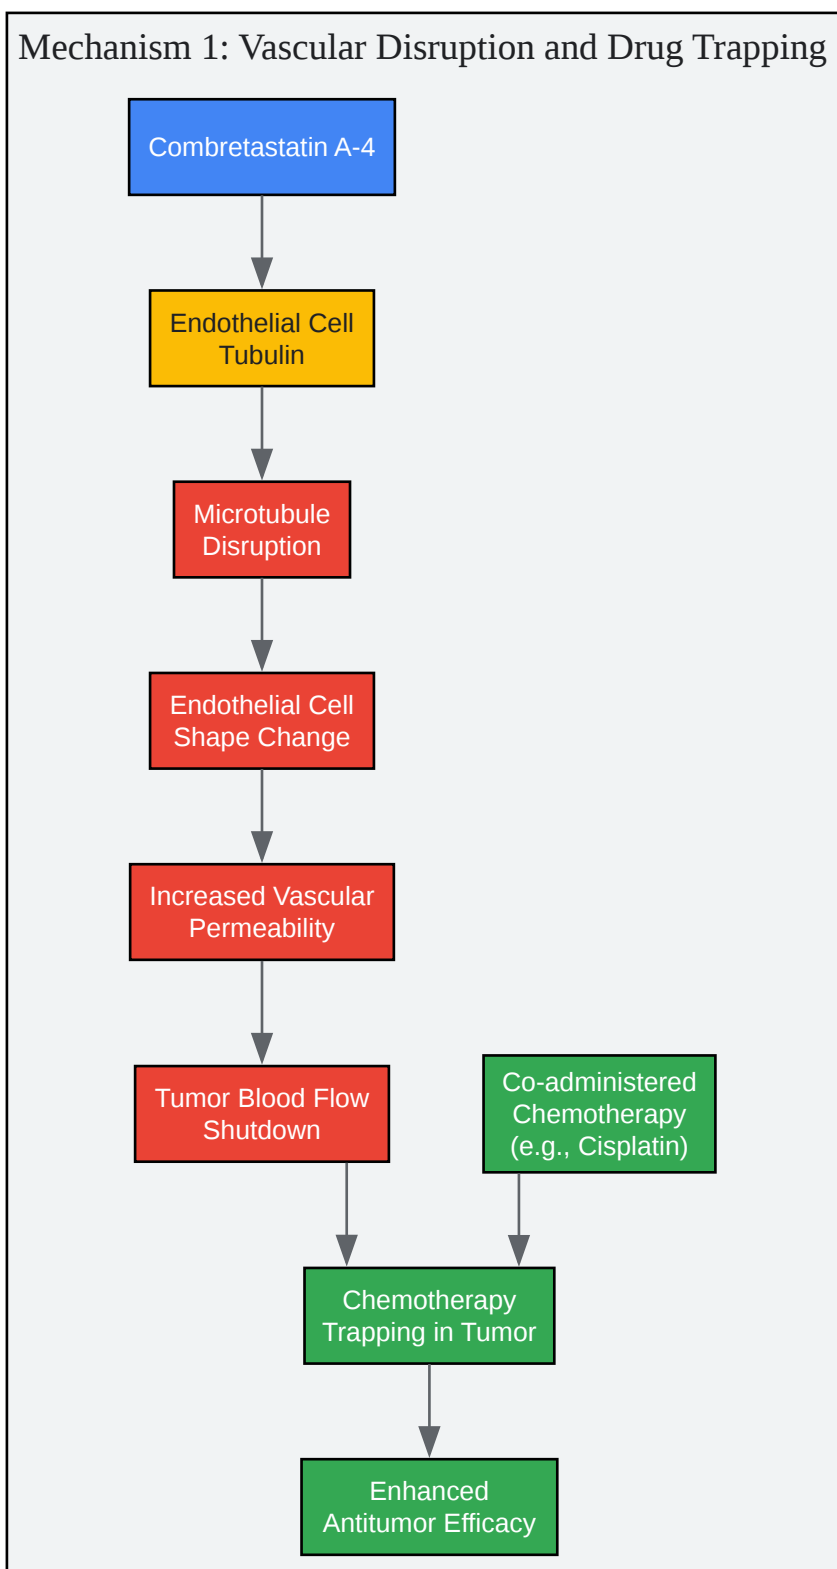 Mechanism 1: Vascular Disruption and Drug Trapping
Combretastatin A-4
Endothelial Cell
Tubulin
Microtubule
Disruption
Endothelial Cell
Shape Change
Increased Vascular
Permeability
Tumor Blood Flow
Shutdown
Co-administered
Chemotherapy
(e.g., Cisplatin)
Chemotherapy
Trapping in Tumor
Enhanced
Antitumor Efficacy